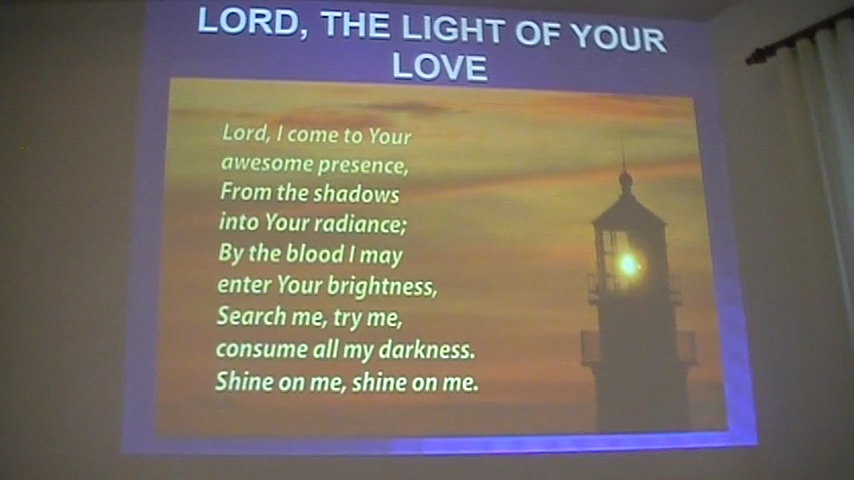 LORD, THE LIGHT OF YOUR
LOVE
Lord, I come to Your
awesome presence,
From the shadows
into Your radiance;
By the blood I may
enter Your brightness,
Search me, try me,
consume all my darkness.
Shine on me, shine on me.